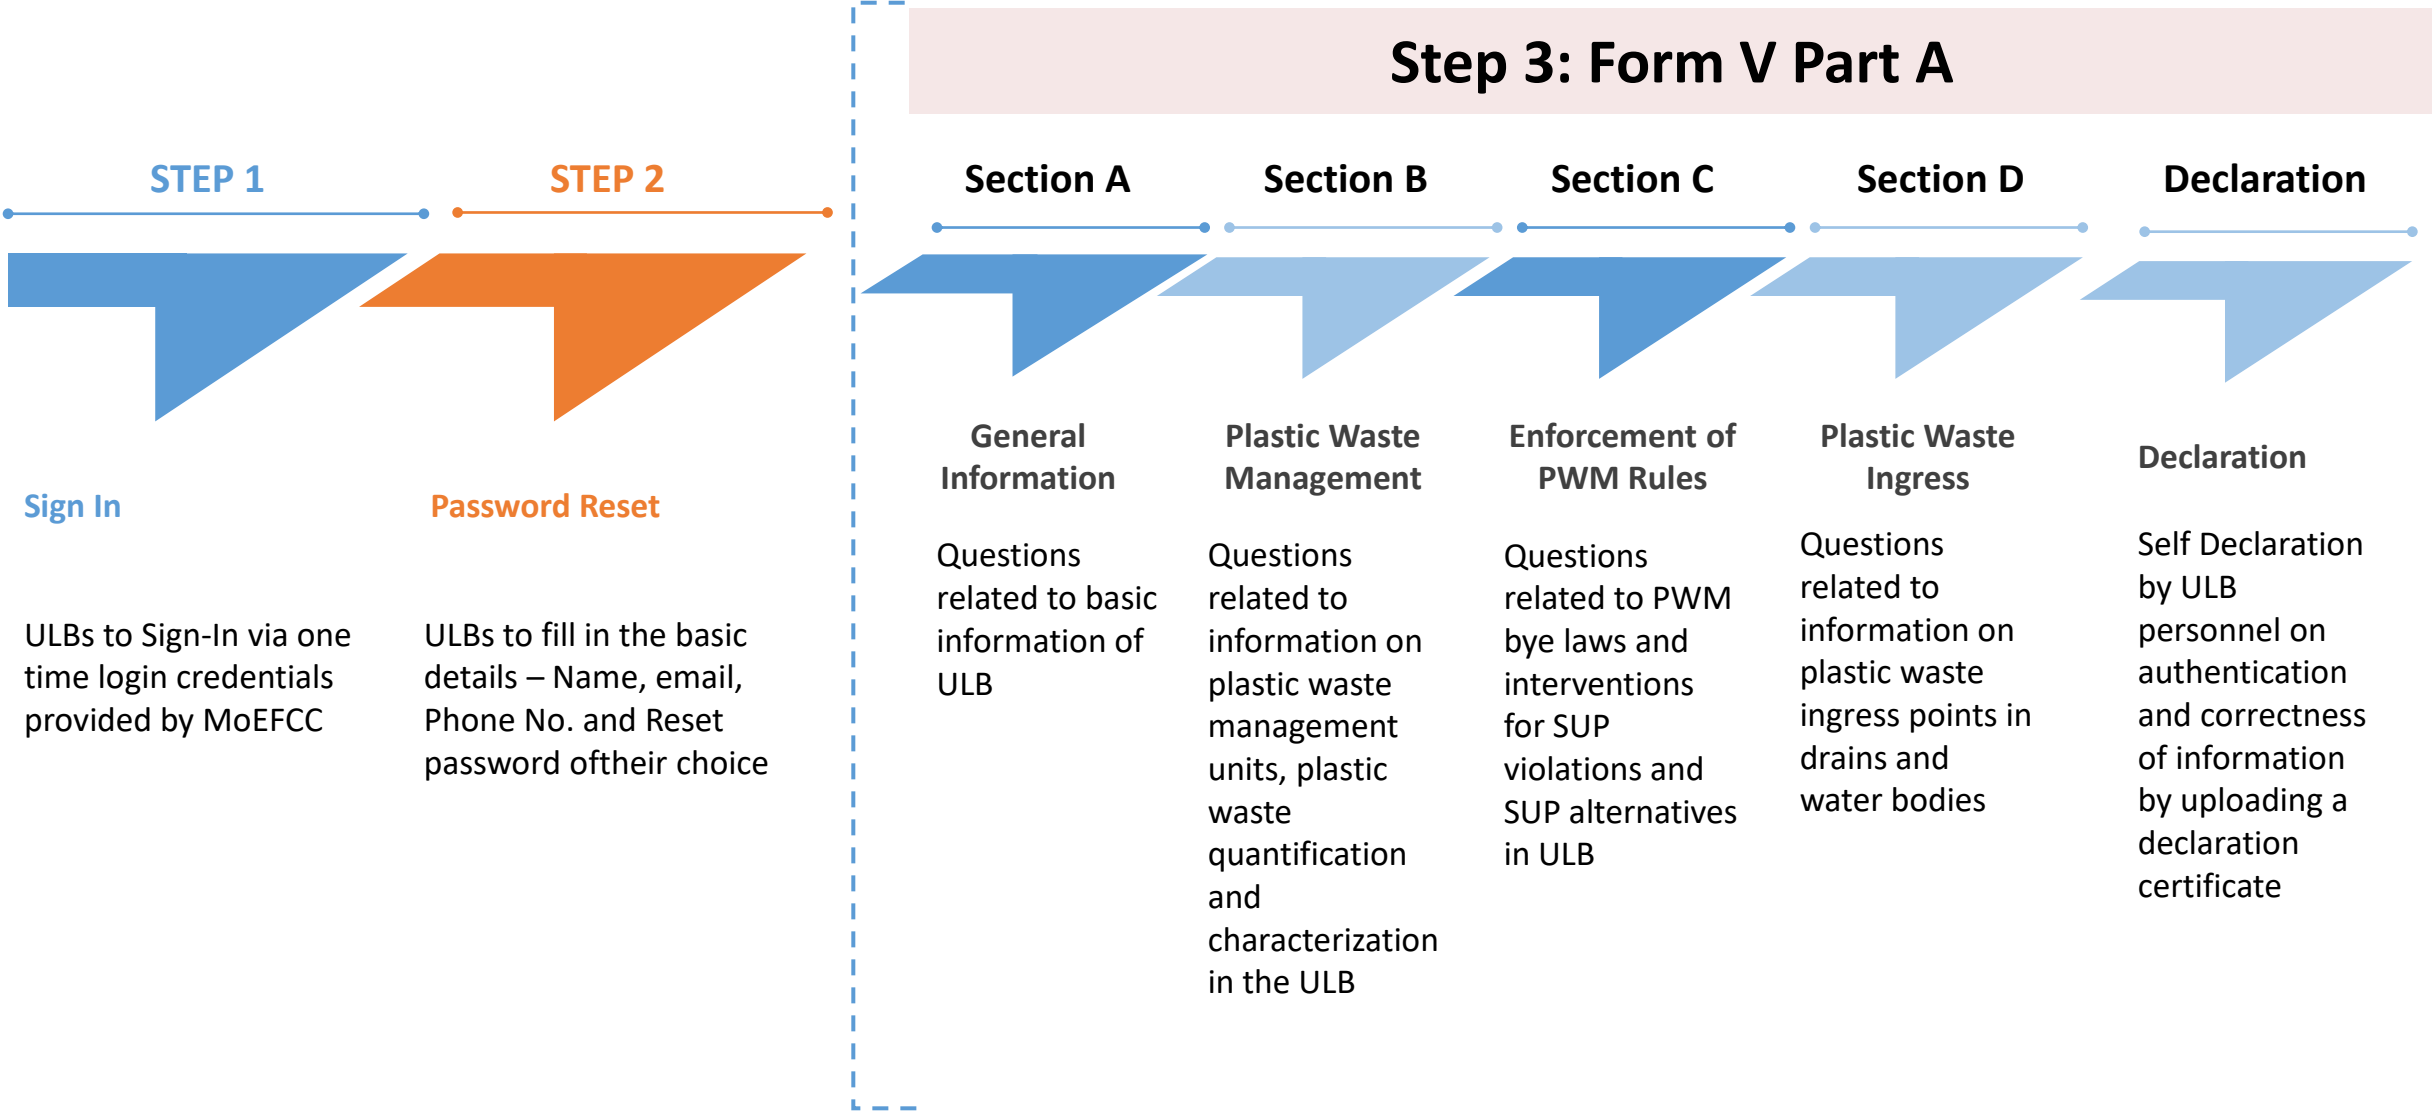 Step 3: Form V Part A
STEP 1
Sign In
ULBs to Sign-In via one
time login credentials
provided by MoEFCC
STEP 2
Password Reset
ULBs to fill in the basic
details – Name, email,
Phone No. and Reset
password oftheir choice
Section A
General
Information
Questions
related to basic
information of
ULB
Section B
Plastic Waste
Management
Questions
related to
information on
plastic waste
management
units, plastic
waste
quantification
and
characterization
in the ULB
Section C
Enforcement of
PWM Rules
Questions
related to PWM
bye laws and
interventions
for SUP
violations and
SUP alternatives
in ULB
Section D
Plastic Waste
Ingress
Questions
related to
information on
plastic waste
ingress points in
drains and
water bodies
Declaration
Declaration
Self Declaration
by ULB
personnel on
authentication
and correctness
of information
by uploading a
declaration
certificate